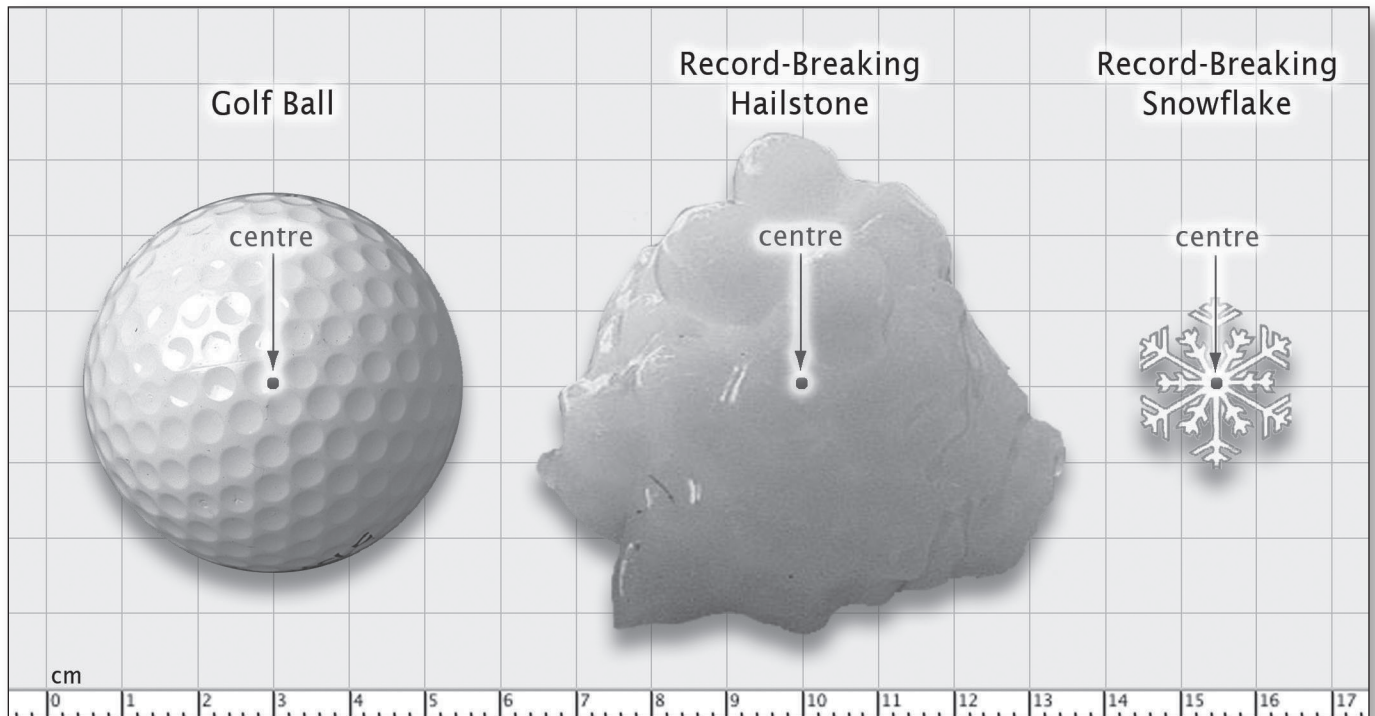 Golf Ball
Record-Breaking
Hailstone
Record-Breaking
Snowflake
centre
centre
centre
cm
0 1 2 3 4 5 6 7 8 9 10 11 12 13 14 15 16 17